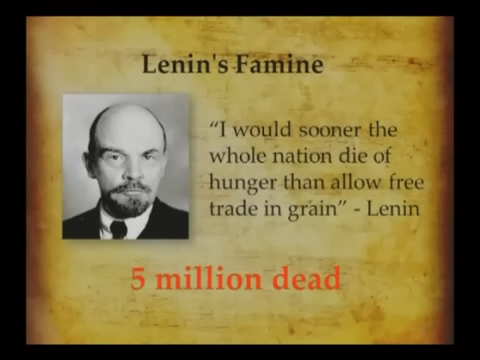 Lenin's Famine
“I would sooner the
whole nation die of
hunger than allow free
trade in grain” - Lenin
5 million dead